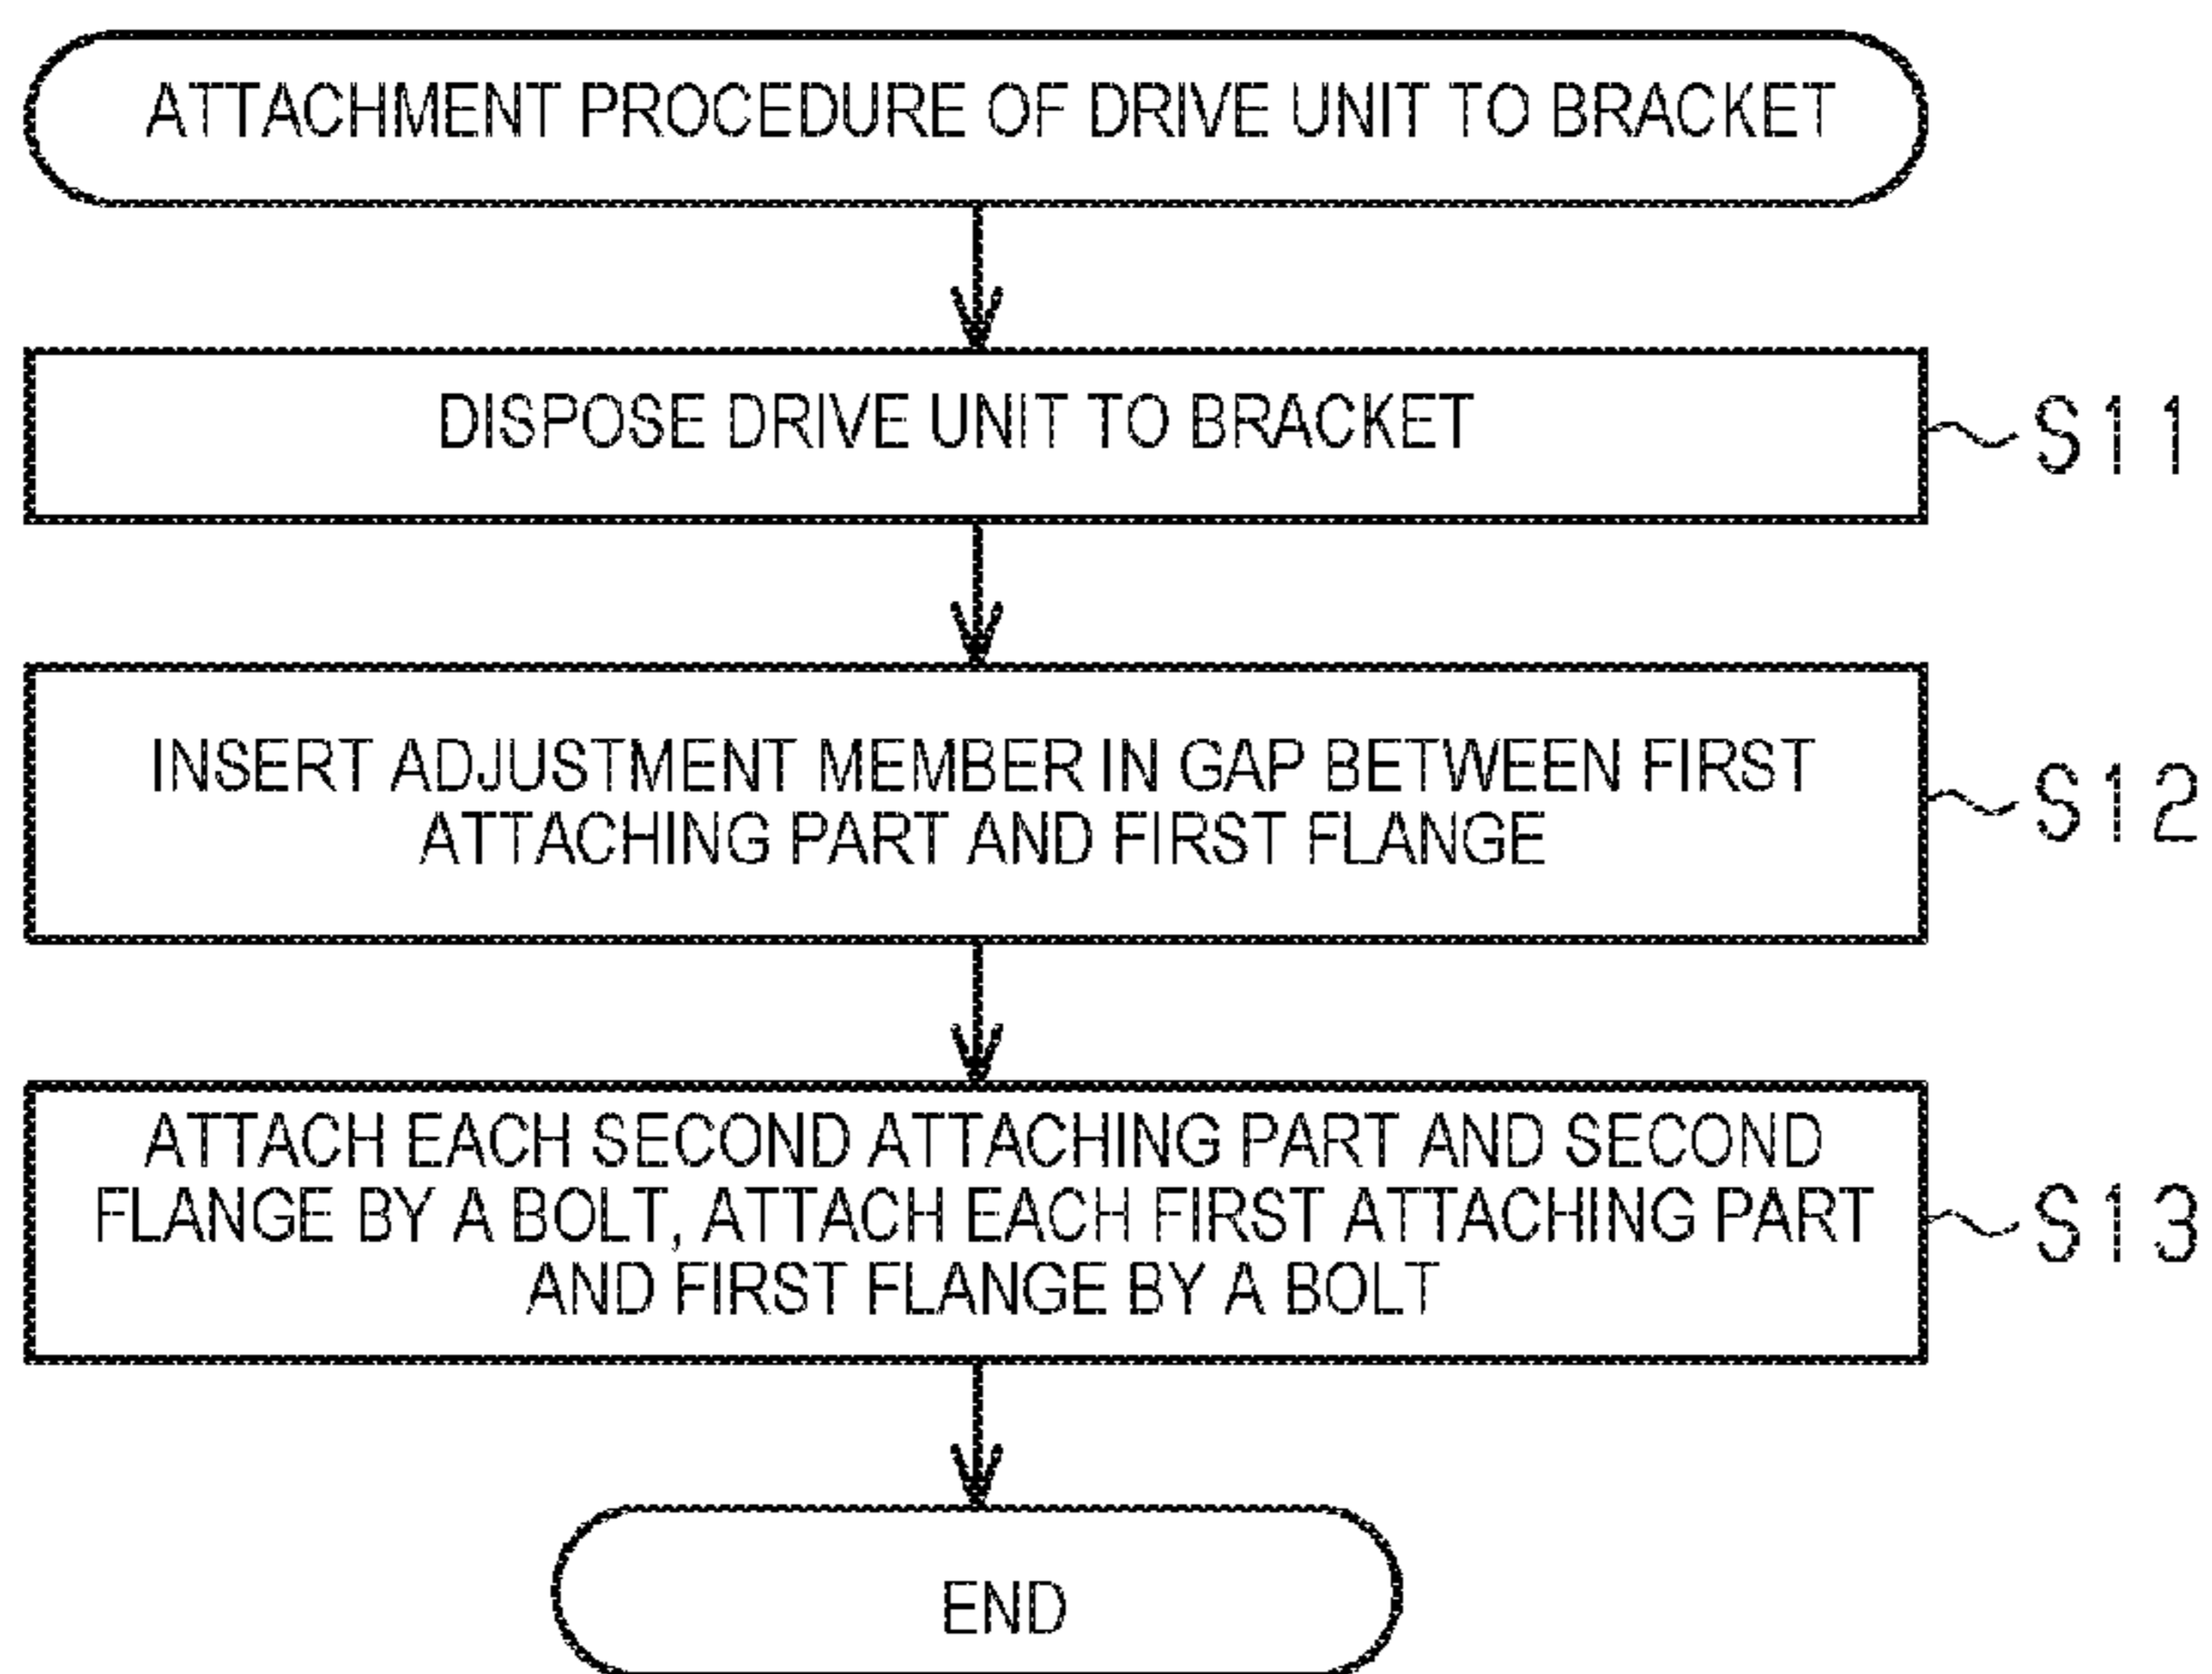 ATTACHMENT PROCEDURE OF DRIVE UNIT TO BRACKET
DISPOSE DRIVE UNIT TO BRACKET
S11
INSERT ADJUSTMENT MEMBER IN GAP BETWEEN FIRST
ATTACHING PART AND FIRST FLANGE
S12
ATTACH EACH SECOND ATTACHING PART AND SECOND
FLANGE BY A BOLT, ATTACH EACH FIRST ATTACHING PART
AND FIRST FLANGE BY A BOLT
S13
END